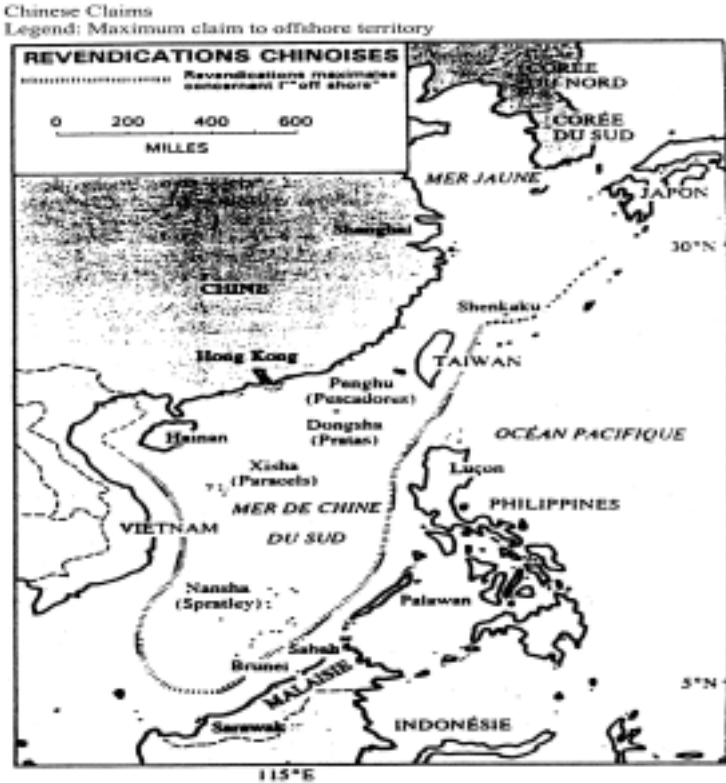 Chinese Claims
Legend: Maximum claim to offshore territory
REVENDICATIONS CHINOISES
Revendications maximales
concernant l'"off shore"
0 200 400 600
MILLES
CORÉE
DU NORD
CORÉE
DU SUD
MER JAUNE
JAPON
Shanghai
30°N
CHINE
Shenkaku
Hong Kong
TAIWAN
Penghu
(Pescadores)
Dongsha
(Pratas)
Hainan
OCÉAN PACIFIQUE
Xisha
(Paracels)
Luçon
MER DE CHINE
DU SUD
PHILIPPINES
VIETNAM
Nansha
(Spratley)
Palawan
Sabah
Brunei
MALAISIE
5°N
Sarawak
INDONÉSIE
115°E